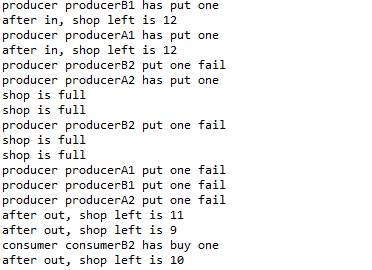 producer producerB1 has put one
after in, shop left is 12
producer producerA1 has put one
after in, shop left is 12
producer producerB2 put one fail
producer producerA2 has put one
shop is full
shop is full
producer producerB2 put one fail
shop is full
shop is full
producer producerA1 put one fail
producer producerB1 put one fail
producer producerA2 put one fail
after out, shop left is 11
after out, shop left is 9
consumer consumerB2 has buy one
after out, shop left is 10